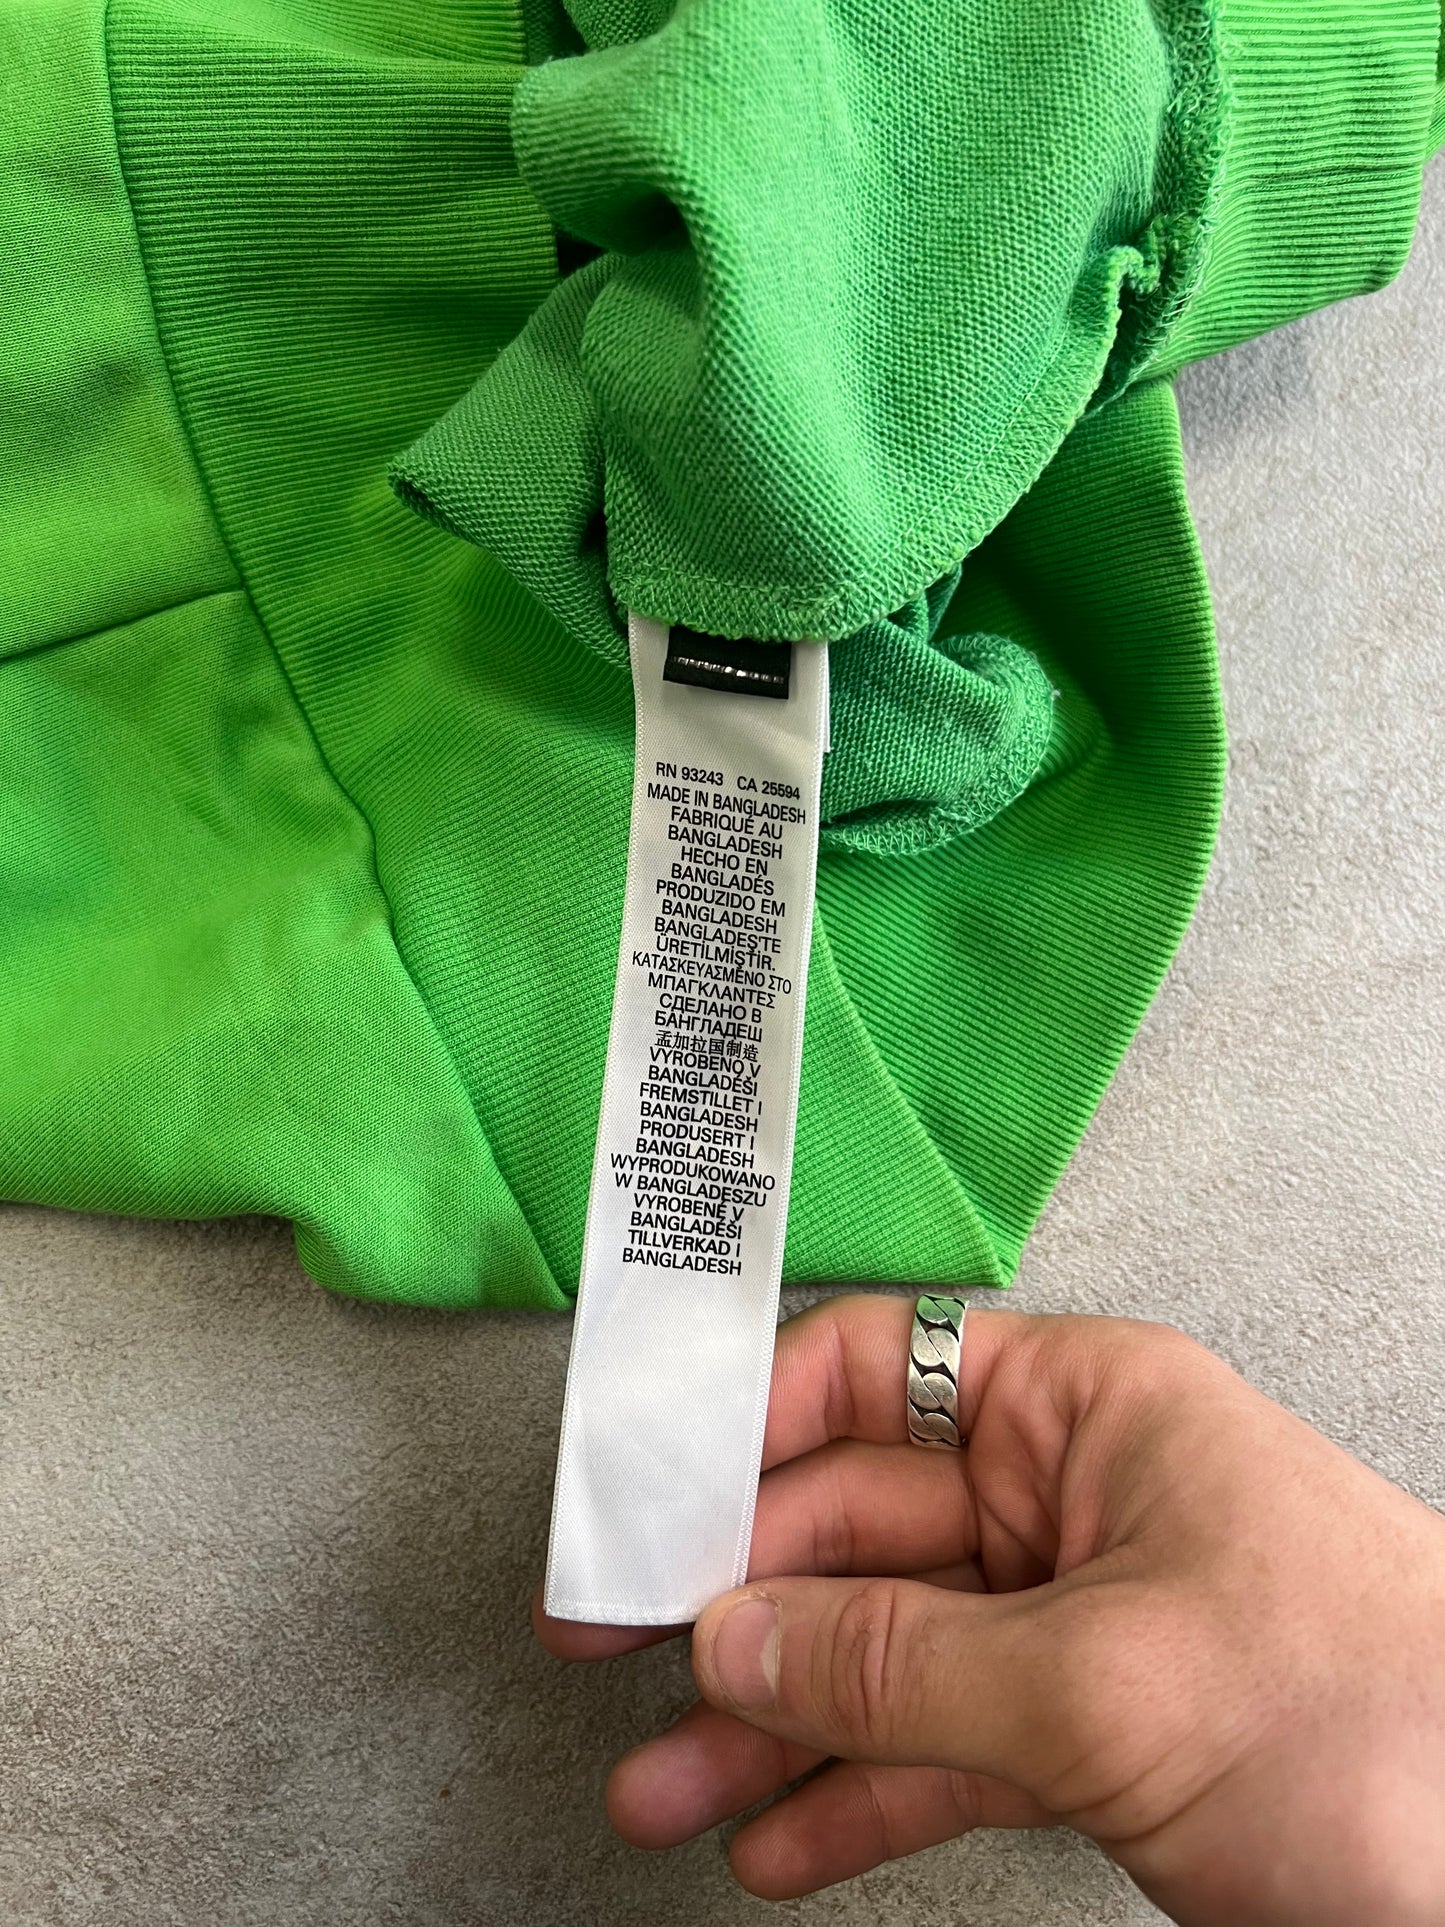 RN 93243 CA 25594
MADE IN BANGLADESH
FABRIQUÉ AU
BANGLADESH
HECHO EN
BANGLADÉS
PRODUZIDO EM
BANGLADESH
BANGLADEŞ'TE
ÜRETİLMİŞTİR.
ΚΑΤΑΣΚΕΥΑΣΜΈΝΟ ΣΤΟ
ΜΠΑΓΚΛΑΝΤΕΣ
СДЕЛАНО В
БАНГЛАДЕШ
孟加拉国制造
VYROBENO V
BANGLADÉŠI
FREMSTILLET I
BANGLADESH
PRODUSERT I
BANGLADESH
WYPRODUKOWANO
W BANGLADESZU
VYROBENÉ V
BANGLADÉŠI
TILLVERKAD I
BANGLADESH